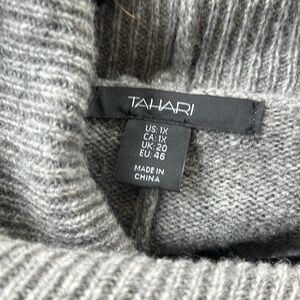 TAHARI
US: 1X
CA: 1X
UK: 20
EU: 46
MADE IN
CHINA